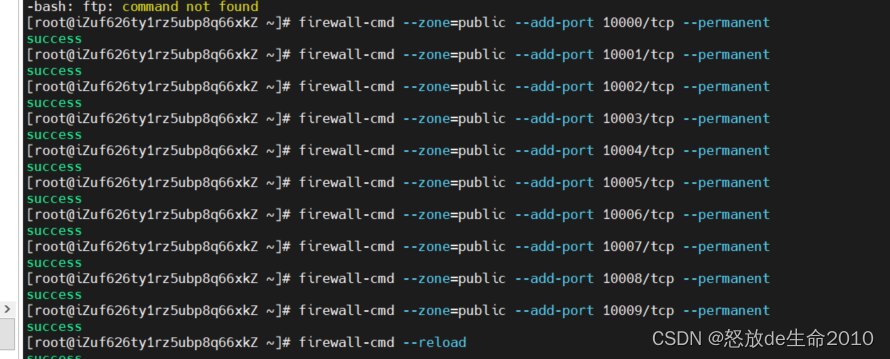 -bash: ftp: command not found
[root@iZuf626ty1rz5ubp8q66xkZ ~]# firewall-cmd --zone=public --add-port 10000/tcp --permanent
success
[root@iZuf626ty1rz5ubp8q66xkZ ~]# firewall-cmd --zone=public --add-port 10001/tcp --permanent
success
[root@iZuf626ty1rz5ubp8q66xkZ ~]# firewall-cmd --zone=public --add-port 10002/tcp --permanent
success
[root@iZuf626ty1rz5ubp8q66xkZ ~]# firewall-cmd --zone=public --add-port 10003/tcp --permanent
success
[root@iZuf626ty1rz5ubp8q66xkZ ~]# firewall-cmd --zone=public --add-port 10004/tcp --permanent
success
[root@iZuf626ty1rz5ubp8q66xkZ ~]# firewall-cmd --zone=public --add-port 10005/tcp --permanent
success
[root@iZuf626ty1rz5ubp8q66xkZ ~]# firewall-cmd --zone=public --add-port 10006/tcp --permanent
success
[root@iZuf626ty1rz5ubp8q66xkZ ~]# firewall-cmd --zone=public --add-port 10007/tcp --permanent
success
[root@iZuf626ty1rz5ubp8q66xkZ ~]# firewall-cmd --zone=public --add-port 10008/tcp --permanent
success
[root@iZuf626ty1rz5ubp8q66xkZ ~]# firewall-cmd --zone=public --add-port 10009/tcp --permanent
success
[root@iZuf626ty1rz5ubp8q66xkZ ~]# firewall-cmd --reload
success
CSDN @怒放de生命2010